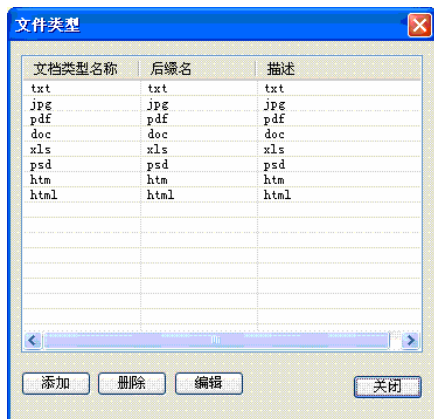 文件类型
文档类型名称 后缀名 描述
txt txt txt
jpg jpg jpg
pdf pdf pdf
doc doc doc
xls xls xls
psd psd psd
htm htm htm
html html html
添加 删除 编辑 关闭